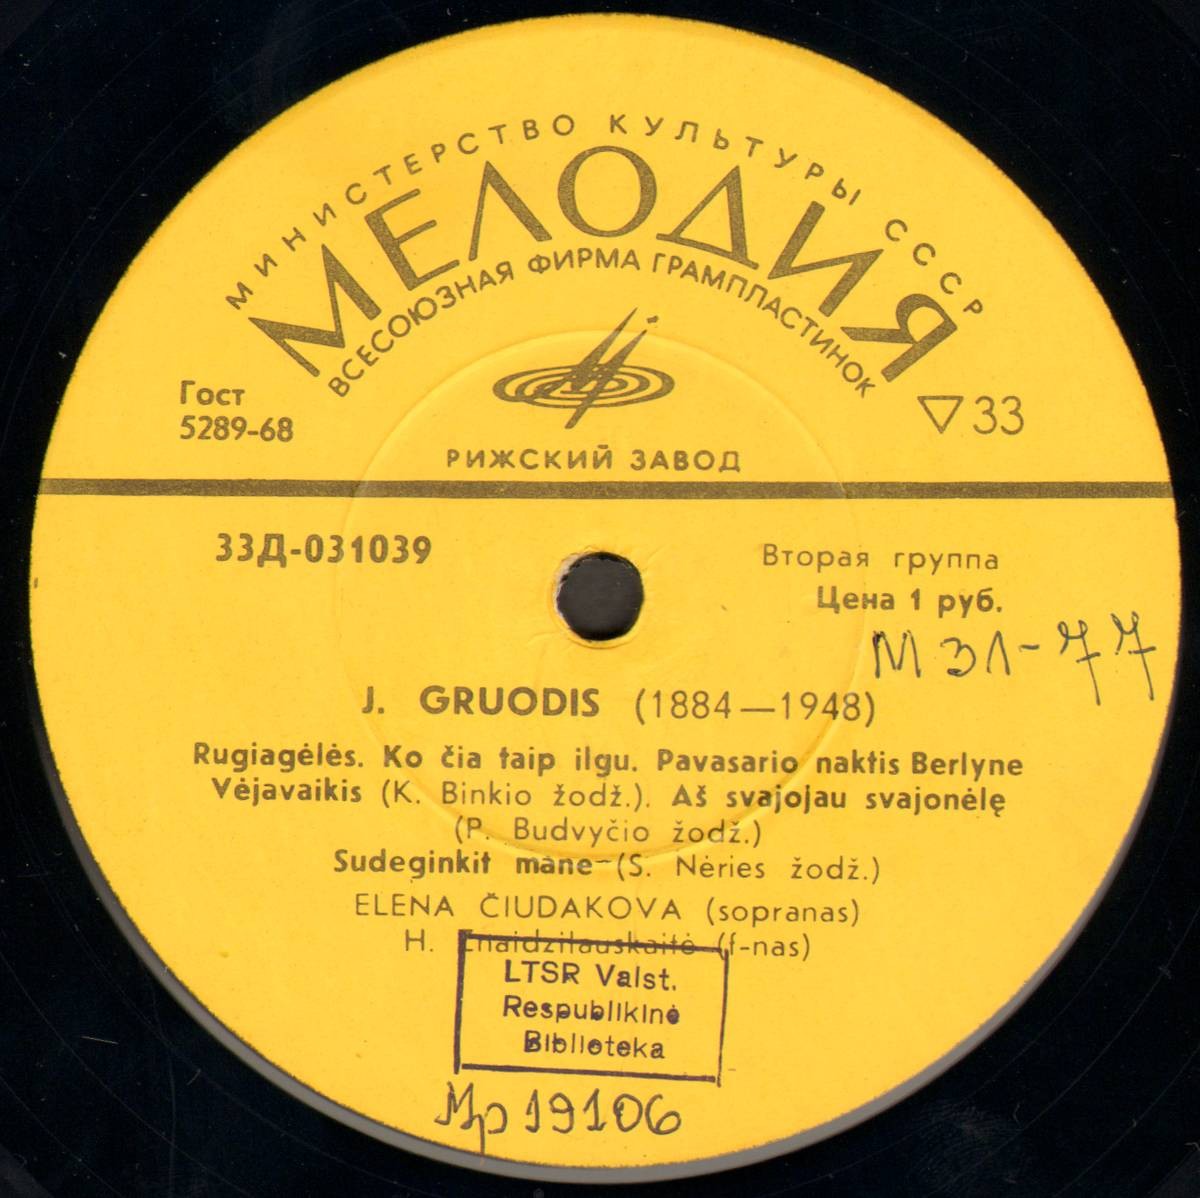 МИНИСТЕРСТВО КУЛЬТУРЫ СССР
МЕЛОДИЯ
ВСЕСОЮЗНАЯ ФИРМА ГРАМПЛАСТИНОК
Гост
5289-68
▽33
РИЖСКИЙ ЗАВОД
33Д-031039
Вторая группа
Цена 1 руб.
МЗЛ-77
J. GRUODIS (1884—1948)
Rugiagėlės. Ko čia taip ilgu. Pavasario naktis Berlyne
Vėjavaikis (K. Binkio žodž.). Aš svajojau svajonėlę
(P. Budvyčio žodž.)
Sudeginkit mane (S. Nėries žodž.)
ELENA ČIUDAKOVA (sopranas)
H. Znaidzilauskaitė (f-nas)
LTSR Valst.
Respublikinė
Biblioteka
Mp 19106